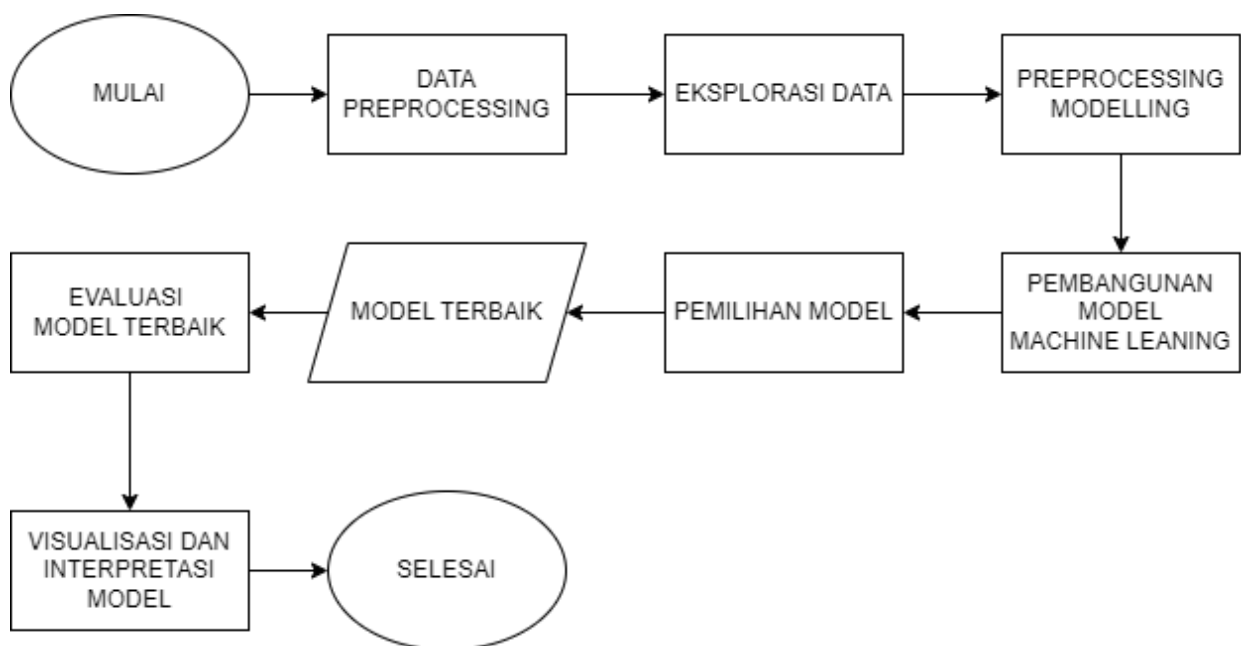 MULAI
DATA
PREPROCESSING
EKSPLORASI DATA
PREPROCESSING
MODELLING
PEMBANGUNAN
MODEL
MACHINE LEANING
PEMILIHAN MODEL
MODEL TERBAIK
EVALUASI
MODEL TERBAIK
VISUALISASI DAN
INTERPRETASI
MODEL
SELESAI